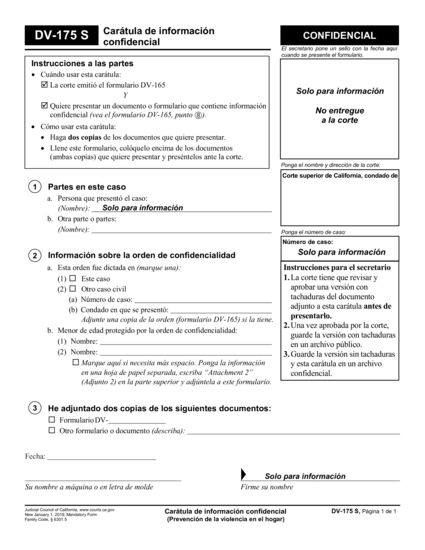 DV-175 S
Carátula de información
confidencial
CONFIDENCIAL
El secretario pone un sello con la fecha aquí
cuando se presente el formulario.
Solo para información
No entregue
a la corte
Ponga el nombre y dirección de la corte:
Corte superior de California, condado de
Ponga el número de caso:
Número de caso:
Solo para información
Instrucciones para el secretario
1. La corte tiene que revisar y
aprobar una versión con
tachaduras del documento
adjunto a esta carátula antes de
presentarlo.
2. Una vez aprobada por la corte,
guarde la versión con tachaduras
en un archivo público.
3. Guarde la versión sin tachaduras
y esta carátula en un archivo
confidencial.
Instrucciones a las partes
• Cuándo usar esta carátula:
☑ La corte emitió el formulario DV-165
Y
☑ Quiere presentar un documento o formulario que contiene información
confidencial (vea el formulario DV-165, punto ⑧).
• Cómo usar esta carátula:
• Haga dos copias de los documentos que quiere presentar.
• Llene este formulario, colóquelo encima de los documentos
(ambas copias) que quiere presentar y preséntelos ante la corte.
1 Partes en este caso
a. Persona que presentó el caso:
(Nombre): Solo para información
b. Otra parte o partes:
(Nombre):
2 Información sobre la orden de confidencialidad
a. Esta orden fue dictada en (marque una):
(1) ☐ Este caso
(2) ☐ Otro caso civil
(a) Número de caso:
(b) Condado en que se presentó:
Adjunte una copia de la orden (formulario DV-165) si la tiene.
b. Menor de edad protegido por la orden de confidencialidad:
(1) Nombre:
(2) Nombre:
☐ Marque aquí si necesita más espacio. Ponga la información
en una hoja de papel separada, escriba “Attachment 2”
(Adjunto 2) en la parte superior y adjúntela a este formulario.
3 He adjuntado dos copias de los siguientes documentos:
☐ Formulario DV-
☐ Otro formulario o documento (describa):
Fecha:
Solo para información
Su nombre a máquina o en letra de molde
Firme su nombre
Judicial Council of California, www.courts.ca.gov
New January 1, 2019, Mandatory Form
Family Code, § 6301.5
Carátula de información confidencial
(Prevención de la violencia en el hogar)
DV-175 S, Página 1 de 1